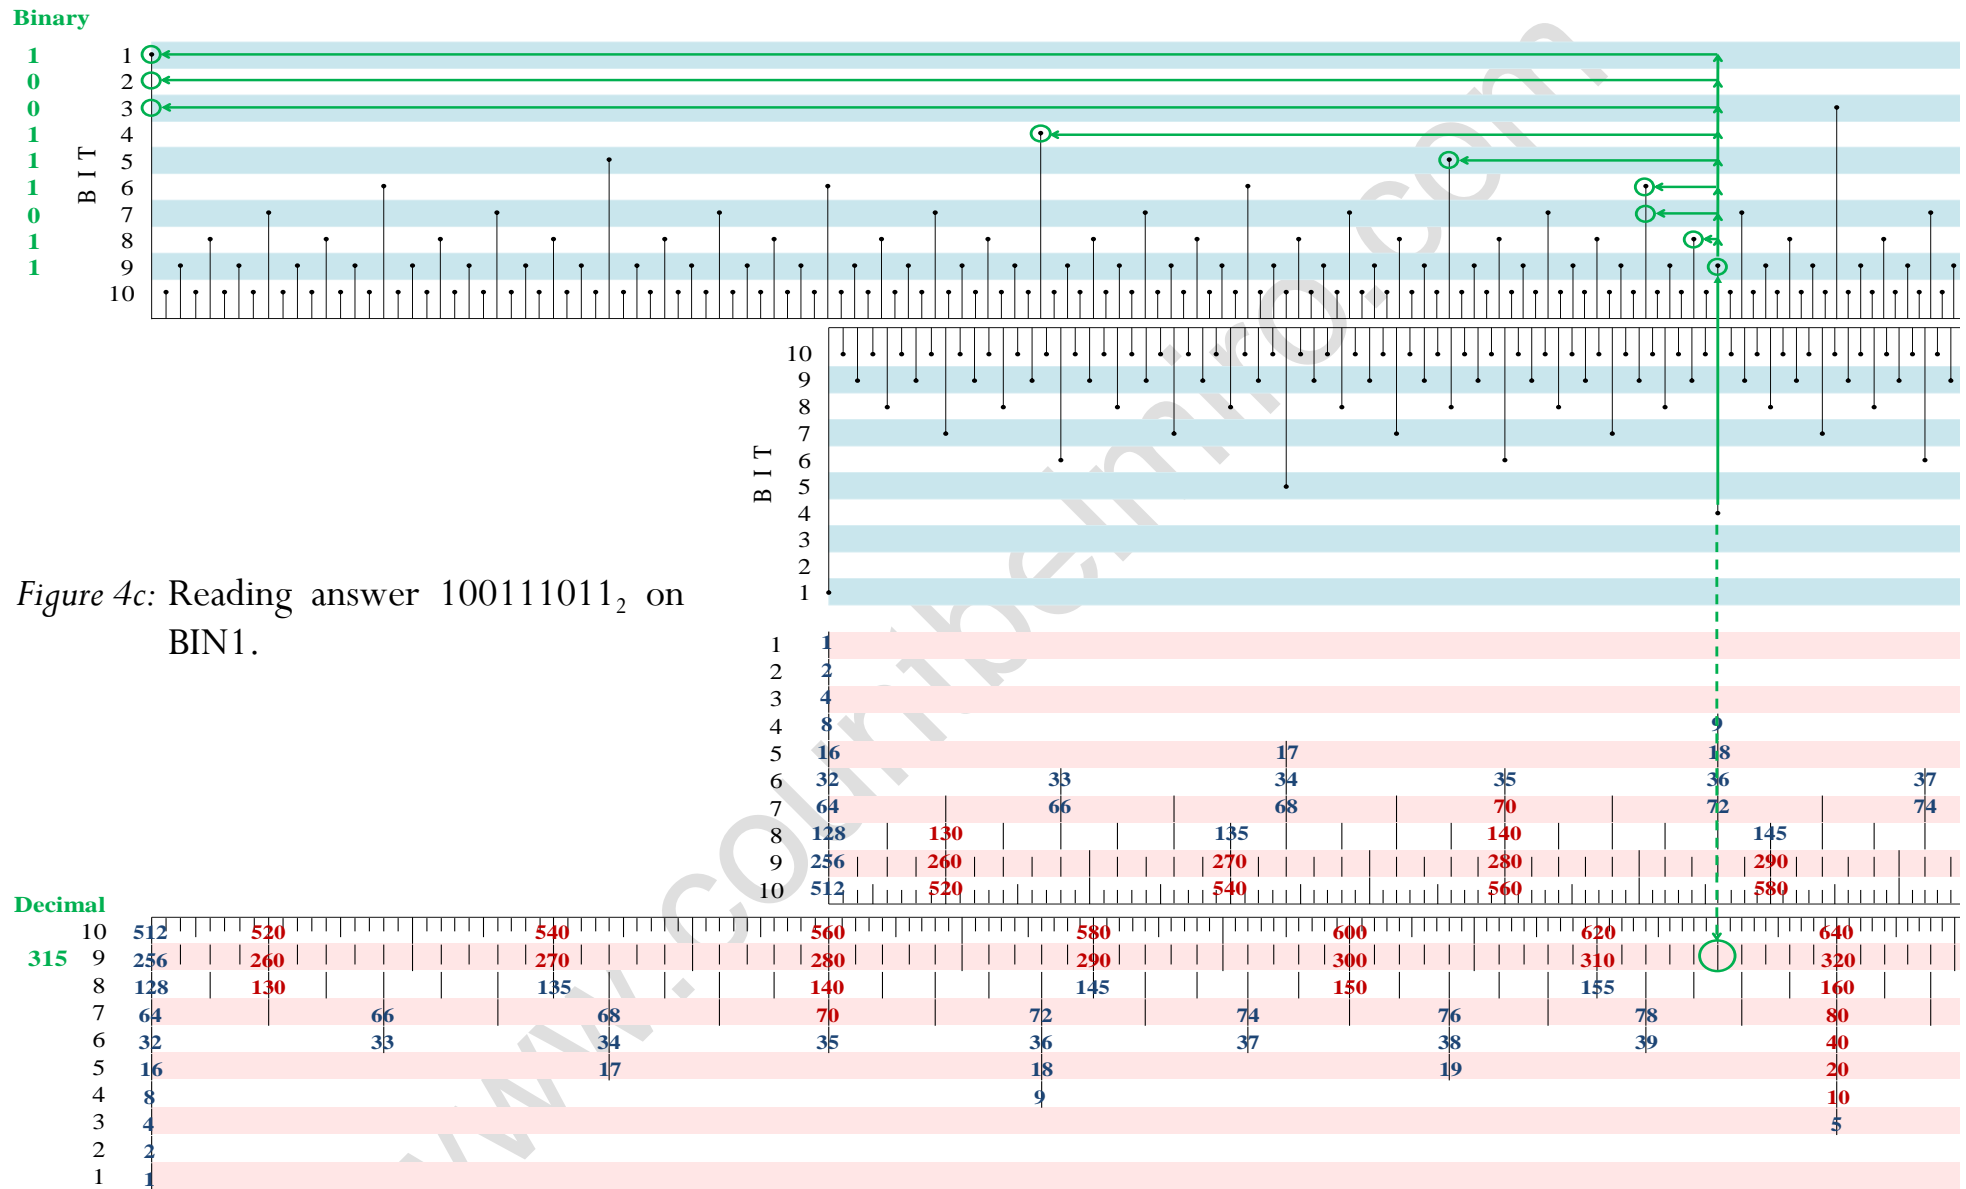 Binary
1 1
0 2
0 3
1 4
1 5
1 6
0 7
1 8
1 9
10
BIT
10
9
8
7
6
5
4
3
2
1
BIT
Figure 4c: Reading answer 100111011₂ on
BIN1.
1 1
2 2
3 4
4 8 9
5 16 17 18
6 32 33 34 35 36 37
7 64 66 68 70 72 74
8 128 130 135 140 145
9 256 260 270 280 290
10 512 520 540 560 580
Decimal
10 512 520 540 560 580 600 620 640
315 9 256 260 270 280 290 300 310 320
8 128 130 135 140 145 150 155 160
7 64 66 68 70 72 74 76 78 80
6 32 33 34 35 36 37 38 39 40
5 16 17 18 19 20
4 8 9 10
3 4 5
2 2
1 1
www.countbelmiro.com